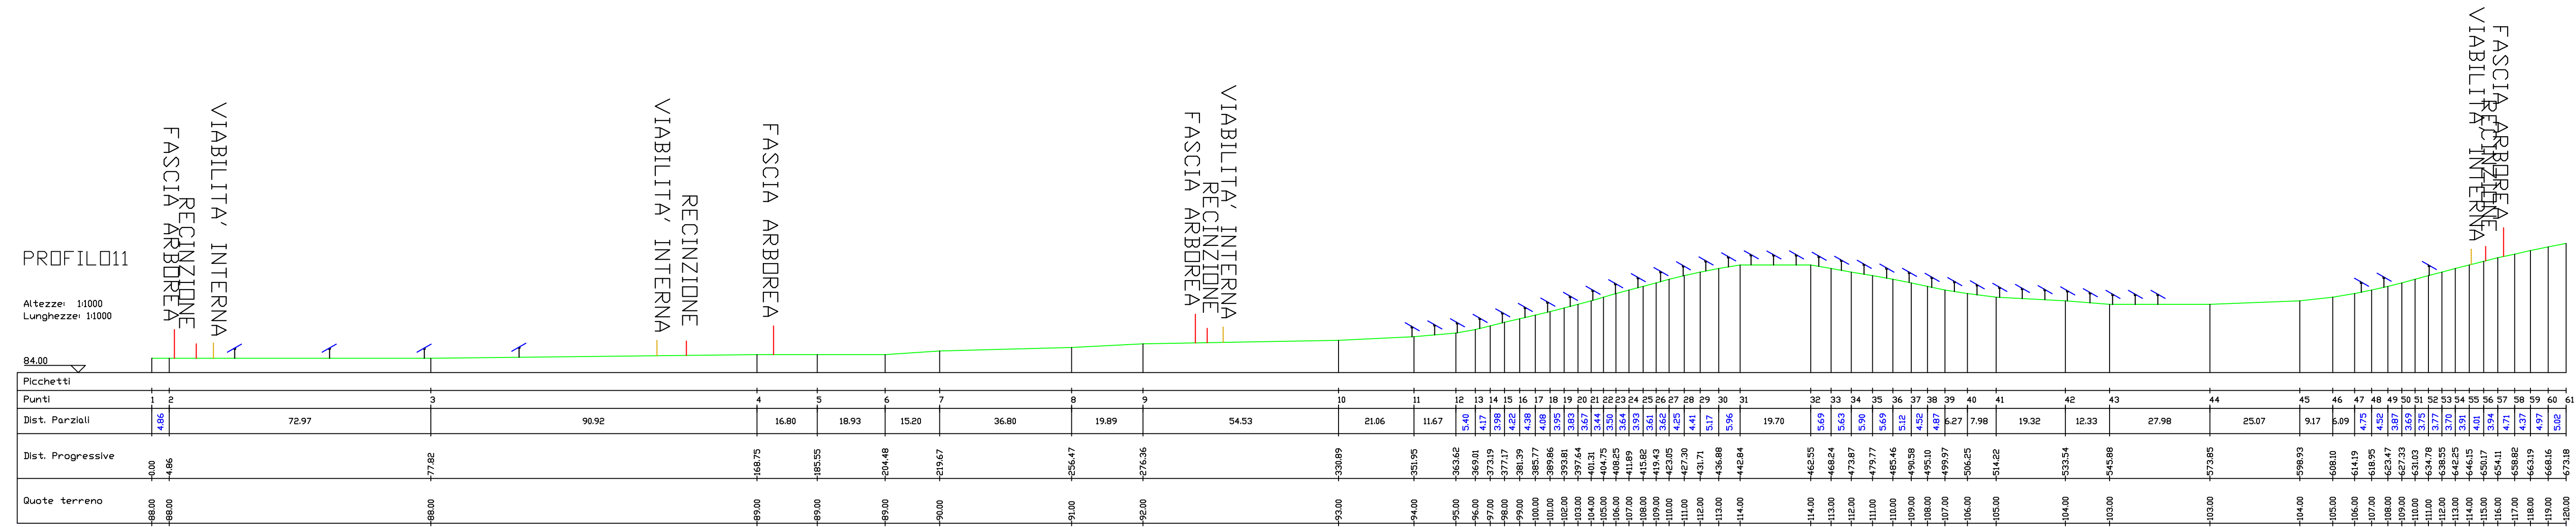 VIABILITA' INTERNA
FASCIA ARBOREA
RECINZIONE
VIABILITA' INTERNA
VIABILITA' INTERNA
VIABILITA' INTERNA
FASCIA ARBOREA
FASCIA ARBOREA
FASCIA ARBOREA
RECINZIONE
RECINZIONE
RECINZIONE
PROFILO11
Altezze: 1:1000
Lunghezze: 1:1000
84.00
Picchetti
Punti 1 2 3 4 5 6 7 8 9 10 11 12 13 14 15 16 17 18 19 20 21 22 23 24 25 26 27 28 29 30 31 32 33 34 35 36 37 38 39 40 41 42 43 44 45 46 47 48 49 50 51 52 53 54 55 56 57 58 59 60 61
Dist. Parziali 4.86 72.97 90.92 16.80 18.93 15.20 36.80 19.89 54.53 21.06 11.67 5.40 4.17 3.98 4.22 4.38 4.08 3.95 3.83 3.67 3.44 3.50 3.64 3.93 3.61 3.62 4.25 4.41 5.17 5.96 19.70 5.69 5.63 5.90 5.69 5.12 4.52 4.87 6.27 7.98 19.32 12.33 27.98 25.07 9.17 6.09 4.75 4.52 3.87 3.69 3.75 3.77 3.70 3.91 4.01 3.94 4.71 4.37 4.97 5.02
Dist. Progressive 0.00 4.86 77.82 168.75 185.55 204.48 219.67 256.47 276.36 330.89 351.95 363.62 369.01 373.19 377.17 381.39 385.77 389.86 393.81 397.64 401.31 404.75 408.25 411.89 415.82 419.43 423.05 427.30 431.71 436.88 442.84 462.55 468.24 473.87 479.77 485.46 490.58 495.10 499.97 506.25 514.22 533.54 545.88 573.85 598.93 608.10 614.19 618.95 623.47 627.33 631.03 634.78 638.55 642.25 646.15 650.17 654.11 658.82 663.19 668.16 673.18
Quote terreno 88.00 88.00 88.00 89.00 89.00 89.00 90.00 91.00 92.00 93.00 94.00 95.00 96.00 97.00 98.00 99.00 100.00 101.00 102.00 103.00 104.00 105.00 106.00 107.00 108.00 109.00 110.00 111.00 112.00 113.00 114.00 114.00 113.00 112.00 111.00 110.00 109.00 108.00 107.00 106.00 105.00 104.00 103.00 103.00 104.00 105.00 106.00 107.00 108.00 109.00 110.00 111.00 112.00 113.00 114.00 115.00 116.00 117.00 118.00 119.00 120.00